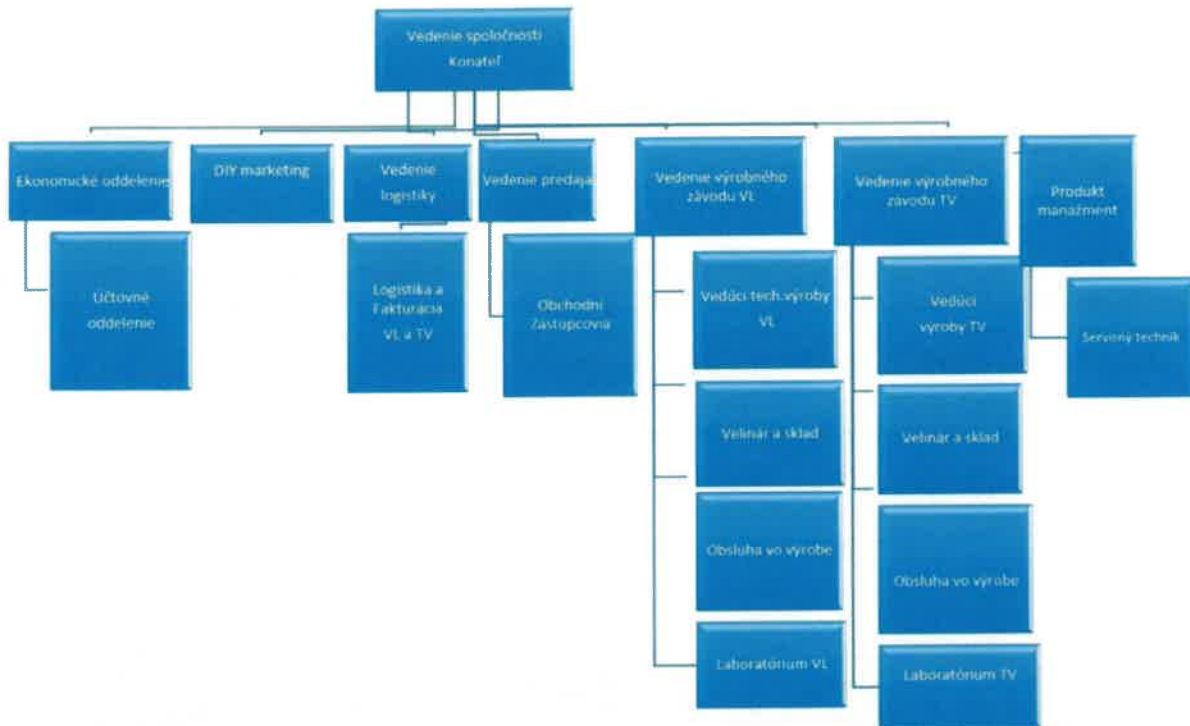 Vedenie spoločnosti
Konateľ
Ekonomické oddelenie
DIY marketing
Vedenie
logistiky
Vedenie predaja
Vedenie výrobného
závodu VL
Vedenie výrobného
závodu TV
Produkt
manažment
Učtovné
oddelenie
Logistika a
Fakturácia
VL a TV
Obchodní
Zástupcovia
Vedúci tech.výroby
VL
Vedúci
výroby TV
Servisný technik
Velinár a sklad
Velinár a sklad
Obsluha vo výrobe
Obsluha vo výrobe
Laboratórium VL
Laboratórium TV